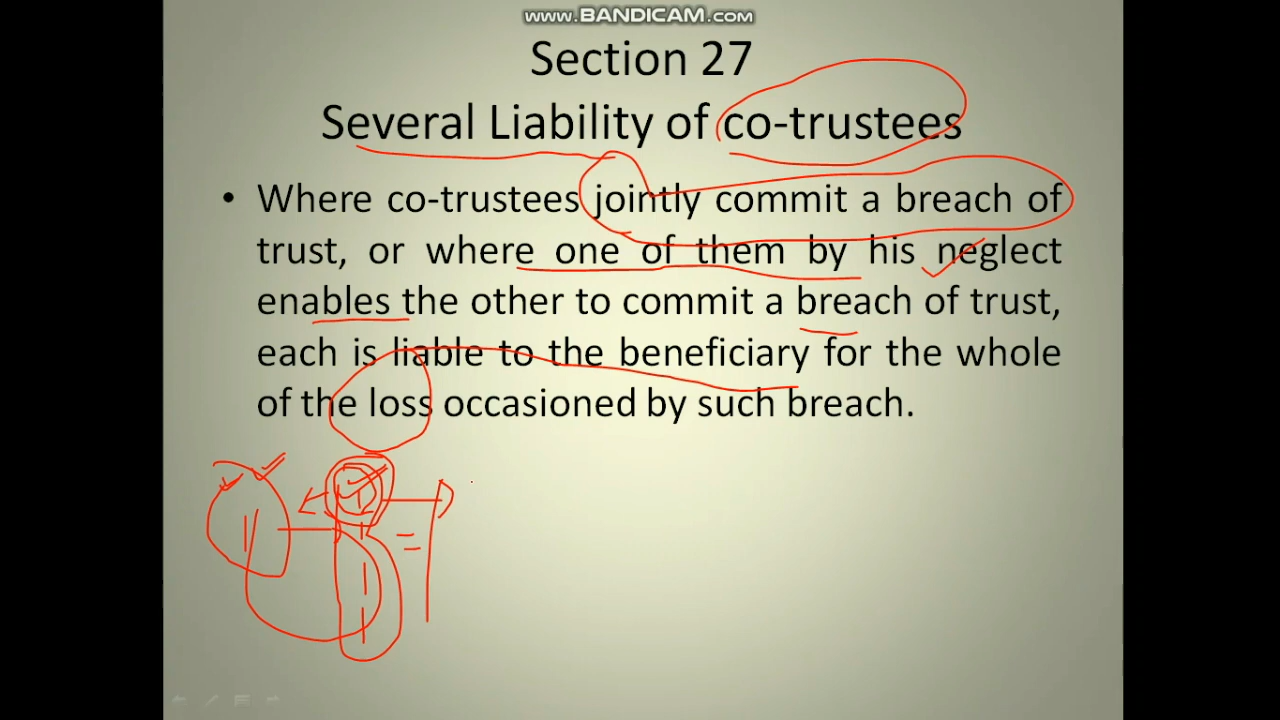 www.BANDICAM.com
Section 27
Several Liability of co-trustees
• Where co-trustees jointly commit a breach of
trust, or where one of them by his neglect
enables the other to commit a breach of trust,
each is liable to the beneficiary for the whole
of the loss occasioned by such breach.